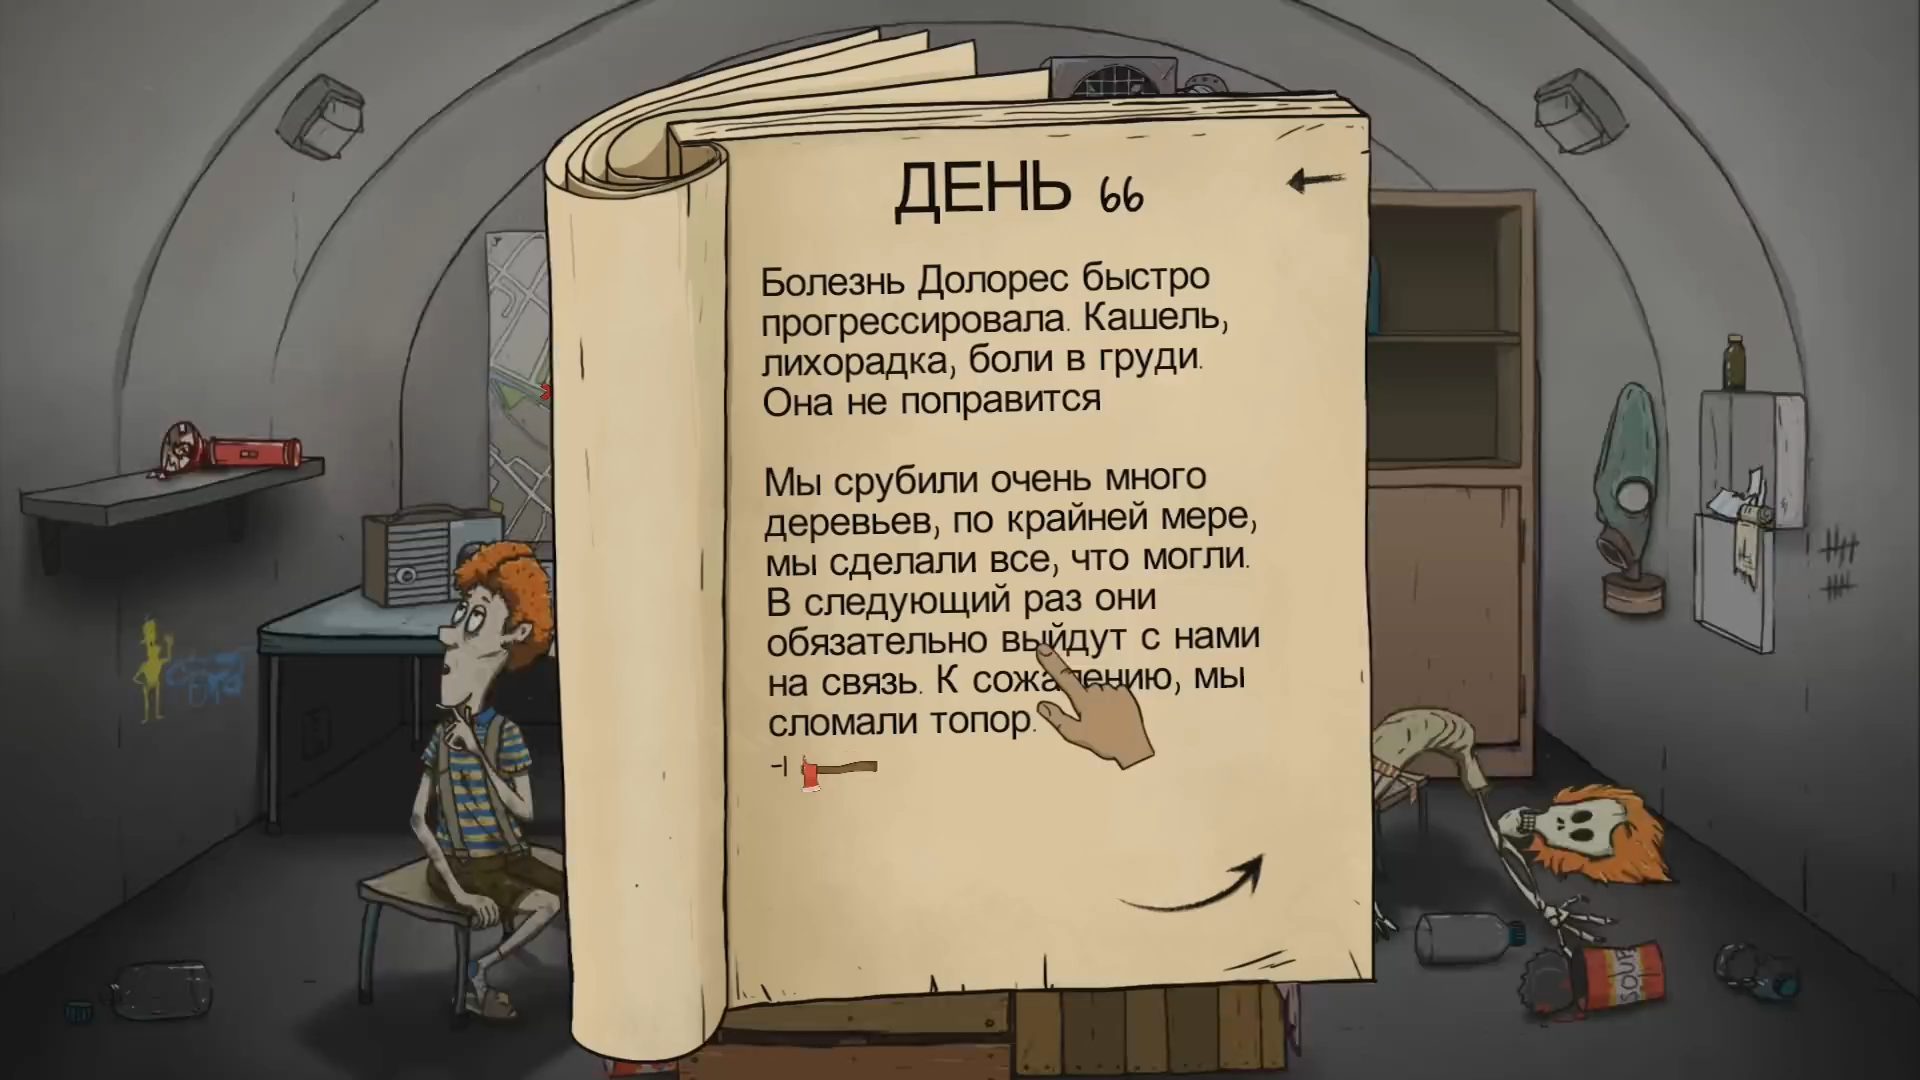 ДЕНЬ 66
Болезнь Долорес быстро
прогрессировала. Кашель,
лихорадка, боли в груди.
Она не поправится
Мы срубили очень много
деревьев, по крайней мере,
мы сделали все, что могли.
В следующий раз они
обязательно выйдут с нами
на связь. К сожалению, мы
сломали топор.
-1
SOUP